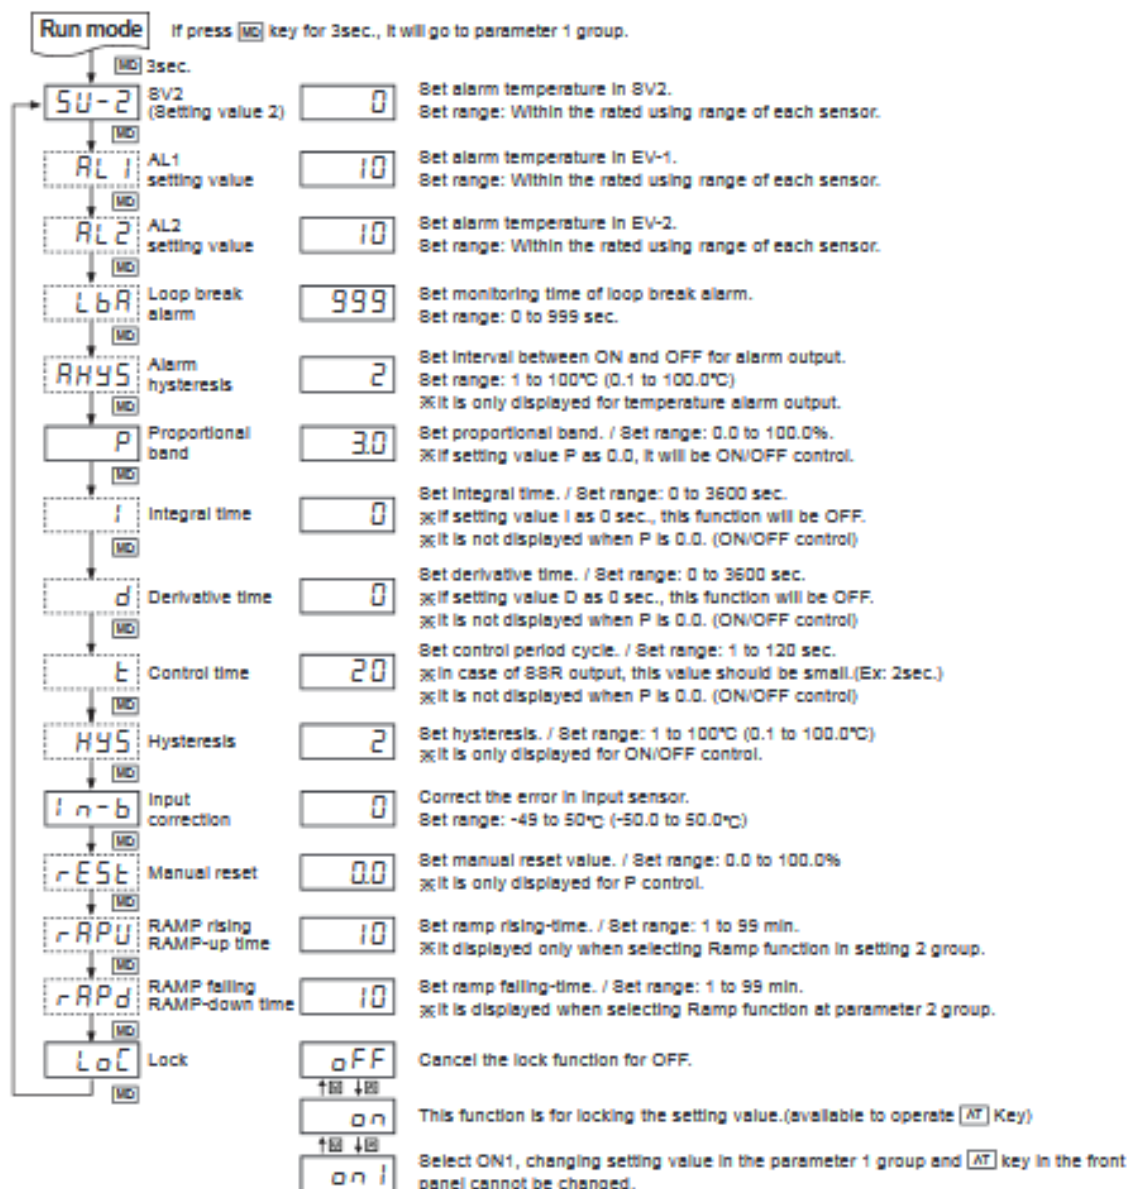 Run mode If press MD key for 3sec., it will go to parameter 1 group.
MD 3sec.
SU-2 SV2 0 Set alarm temperature in SV2.
(Setting value 2) Set range: Within the rated using range of each sensor.
MD
AL1 AL1 10 Set alarm temperature in EV-1.
setting value Set range: Within the rated using range of each sensor.
MD
AL2 AL2 10 Set alarm temperature in EV-2.
setting value Set range: Within the rated using range of each sensor.
MD
LbA Loop break 999 Set monitoring time of loop break alarm.
alarm Set range: 0 to 999 sec.
MD
AHYS Alarm 2 Set interval between ON and OFF for alarm output.
hysteresis Set range: 1 to 100°C (0.1 to 100.0°C)
※It is only displayed for temperature alarm output.
MD
P Proportional 3.0 Set proportional band. / Set range: 0.0 to 100.0%.
band ※If setting value P as 0.0, it will be ON/OFF control.
MD
I Integral time 0 Set integral time. / Set range: 0 to 3600 sec.
※If setting value I as 0 sec., this function will be OFF.
※It is not displayed when P is 0.0. (ON/OFF control)
MD
d Derivative time 0 Set derivative time. / Set range: 0 to 3600 sec.
※If setting value D as 0 sec., this function will be OFF.
※It is not displayed when P is 0.0. (ON/OFF control)
MD
t Control time 20 Set control period cycle. / Set range: 1 to 120 sec.
※In case of SSR output, this value should be small.(Ex: 2sec.)
※It is not displayed when P is 0.0. (ON/OFF control)
MD
HYS Hysteresis 2 Set hysteresis. / Set range: 1 to 100°C (0.1 to 100.0°C)
※It is only displayed for ON/OFF control.
MD
In-b Input 0 Correct the error in input sensor.
correction Set range: -49 to 50°C (-50.0 to 50.0°C)
MD
rESt Manual reset 0.0 Set manual reset value. / Set range: 0.0 to 100.0%
※It is only displayed for P control.
MD
rAPU RAMP rising 10 Set ramp rising-time. / Set range: 1 to 99 min.
RAMP-up time ※It displayed only when selecting Ramp function in setting 2 group.
MD
rAPd RAMP falling 10 Set ramp falling-time. / Set range: 1 to 99 min.
RAMP-down time ※It is displayed when selecting Ramp function at parameter 2 group.
MD
LoC Lock oFF Cancel the lock function for OFF.
MD
on This function is for locking the setting value.(available to operate AT Key)
on1 Select ON1, changing setting value in the parameter 1 group and AT key in the front
panel cannot be changed.